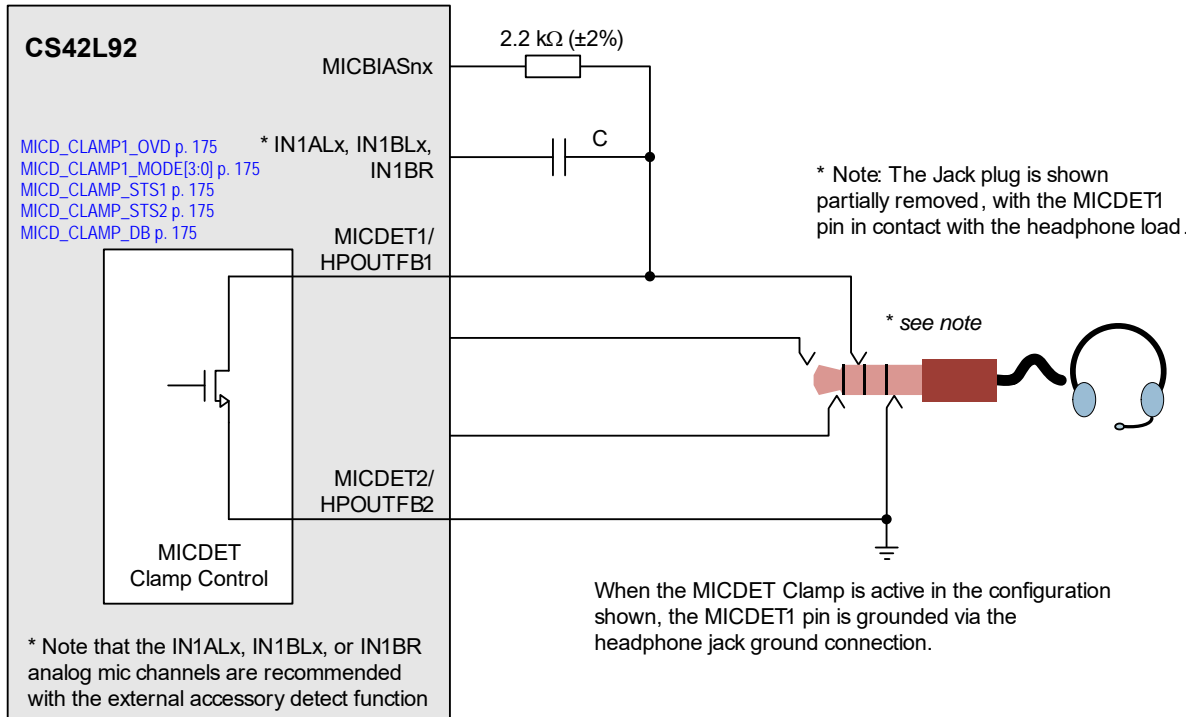 CS42L92
2.2 kΩ (±2%)
MICBIASnx
MICD_CLAMP1_OVD p. 175
MICD_CLAMP1_MODE[3:0] p. 175
MICD_CLAMP_STS1 p. 175
MICD_CLAMP_STS2 p. 175
MICD_CLAMP_DB p. 175
* IN1ALx, IN1BLx,
IN1BR
C
* Note: The Jack plug is shown
partially removed, with the MICDET1
pin in contact with the headphone load.
MICDET1/
HPOUTFB1
* see note
MICDET2/
HPOUTFB2
MICDET
Clamp Control
When the MICDET Clamp is active in the configuration
shown, the MICDET1 pin is grounded via the
headphone jack ground connection.
* Note that the IN1ALx, IN1BLx, or IN1BR
analog mic channels are recommended
with the external accessory detect function